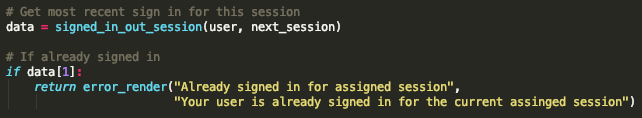 # Get most recent sign in for this session
data = signed_in_out_session(user, next_session)
# If already signed in
if data[1]:
return error_render("Already signed in for assigned session",
"Your user is already signed in for the current assinged session")